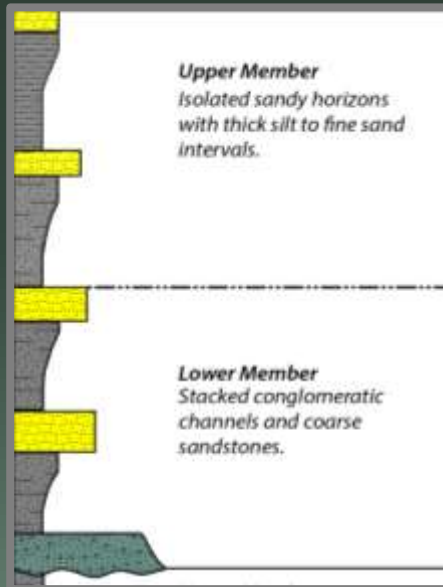 Upper Member
Isolated sandy horizons
with thick silt to fine sand
intervals.
Lower Member
Stacked conglomeratic
channels and coarse
sandstones.